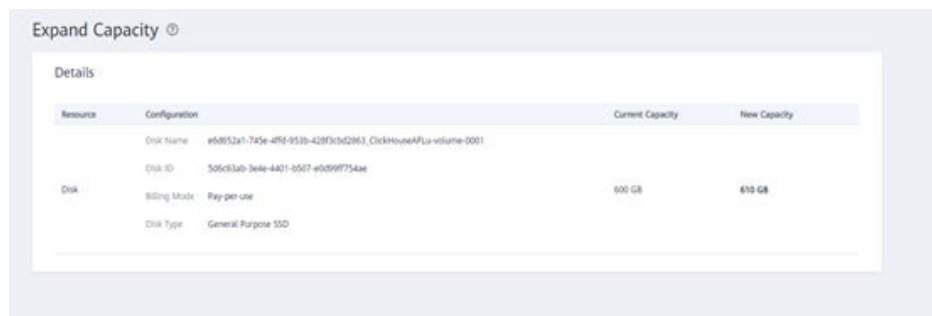 Expand Capacity ?
Details
Resource Configuration Current Capacity New Capacity
Disk Name e6d652a1-745e-4ffd-953b-428f3cbd2863_ClickHouseAFLu-volume-0001
Disk ID 5d6c63ab-3e4e-4401-b507-e0d99ff754ae
Disk 600 GB 610 GB
Billing Mode Pay-per-use
Disk Type General Purpose SSD